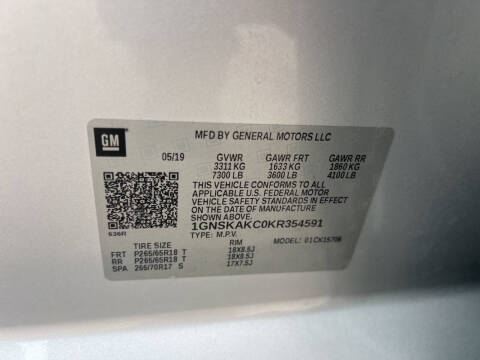 GM
MFD BY GENERAL MOTORS LLC
05/19 GVWR GAWR FRT GAWR RR
3311 KG 1633 KG 1860 KG
7300 LB 3600 LB 4100 LB
THIS VEHICLE CONFORMS TO ALL
APPLICABLE U.S. FEDERAL MOTOR
VEHICLE SAFETY STANDARDS IN EFFECT
ON THE DATE OF MANUFACTURE SHOWN ABOVE.
1GNSKAKC0KR354591
636R TYPE: M.P.V. MODEL: 01CK15706
TIRE SIZE RIM
FRT P265/65R18 T 18X8.5J
RR P265/65R18 T 18X8.5J
SPA 265/70R17 S 17X7.5J